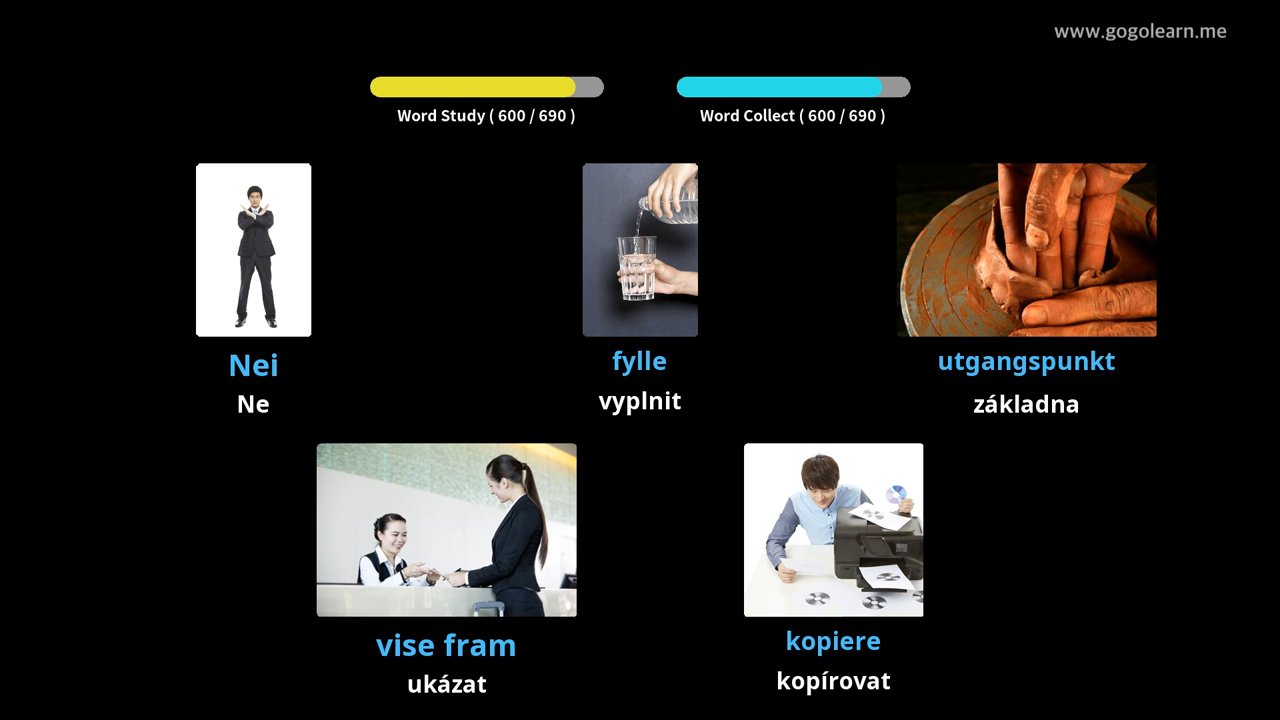 www.gogolearn.me
Word Study ( 600 / 690 )
Word Collect ( 600 / 690 )
Nei
Ne
fylle
vyplnit
utgangspunkt
základna
vise fram
ukázat
kopiere
kopírovat